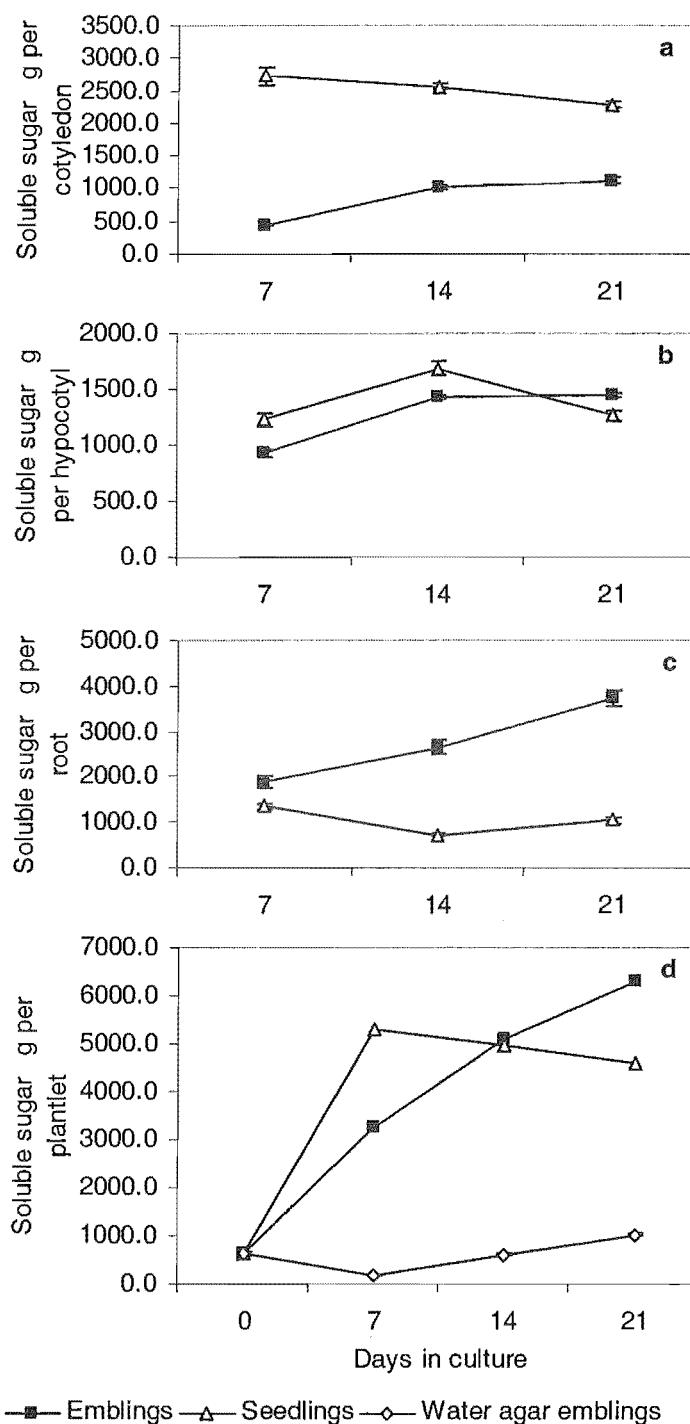 3500.0
3000.0
2500.0
2000.0
1500.0
1000.0
500.0
0.0
Soluble sugar g per
cotyledon
a
7 14 21
2000.0
1500.0
1000.0
500.0
0.0
Soluble sugar g
per hypocotyl
b
7 14 21
5000.0
4000.0
3000.0
2000.0
1000.0
0.0
Soluble sugar g per
root
c
7 14 21
7000.0
6000.0
5000.0
4000.0
3000.0
2000.0
1000.0
0.0
Soluble sugar g per
plantlet
d
0 7 14 21
Days in culture
Emblings Seedlings Water agar emblings